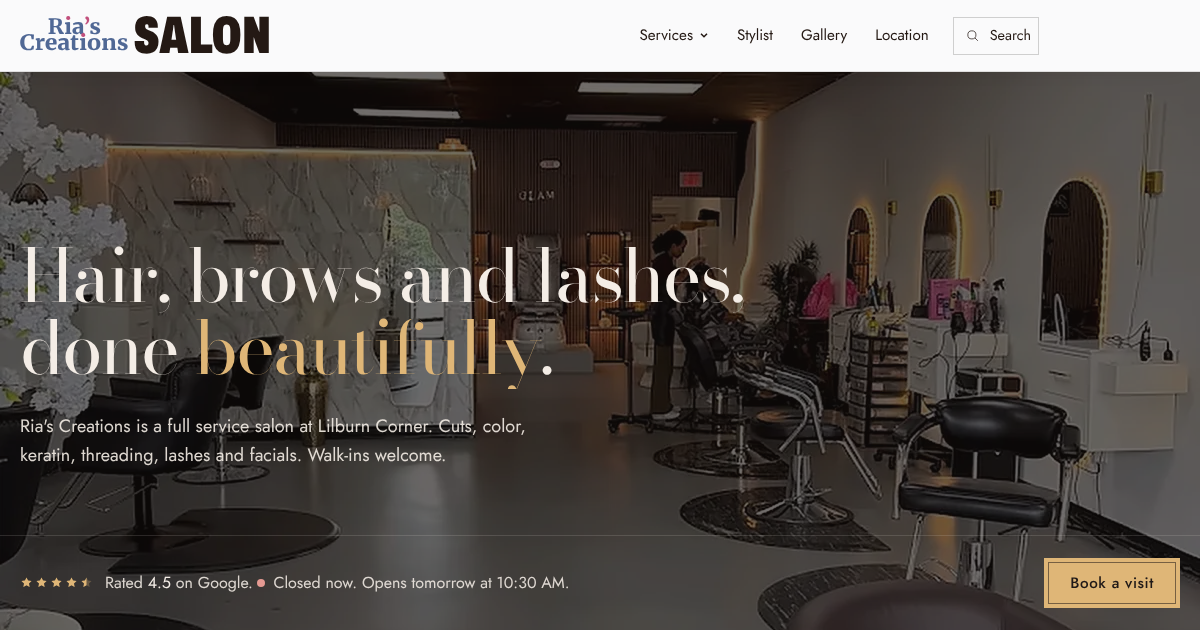 Ria's
Creations SALON
Services Stylist Gallery Location Search
GLAM
Hair, brows and lashes.
done beautifully.
Ria's Creations is a full service salon at Lilburn Corner. Cuts, color,
keratin, threading, lashes and facials. Walk-ins welcome.
Rated 4.5 on Google. Closed now. Opens tomorrow at 10:30 AM.
Book a visit